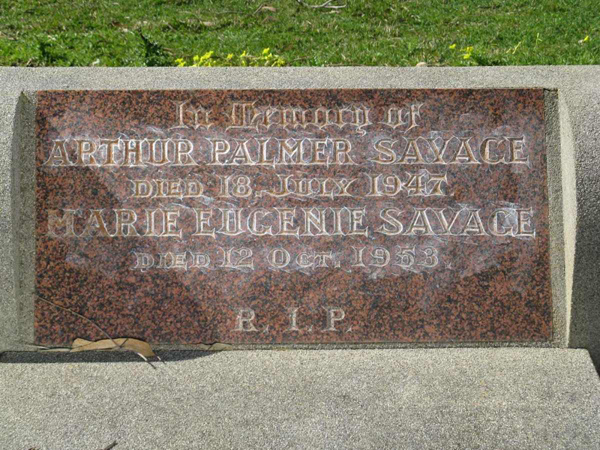 In Memory of
ARTHUR PALMER SAVAGE
DIED 18. JULY 1947.
MARIE EUGENIE SAVAGE
DIED 12 OCT. 1953
R. I. P.